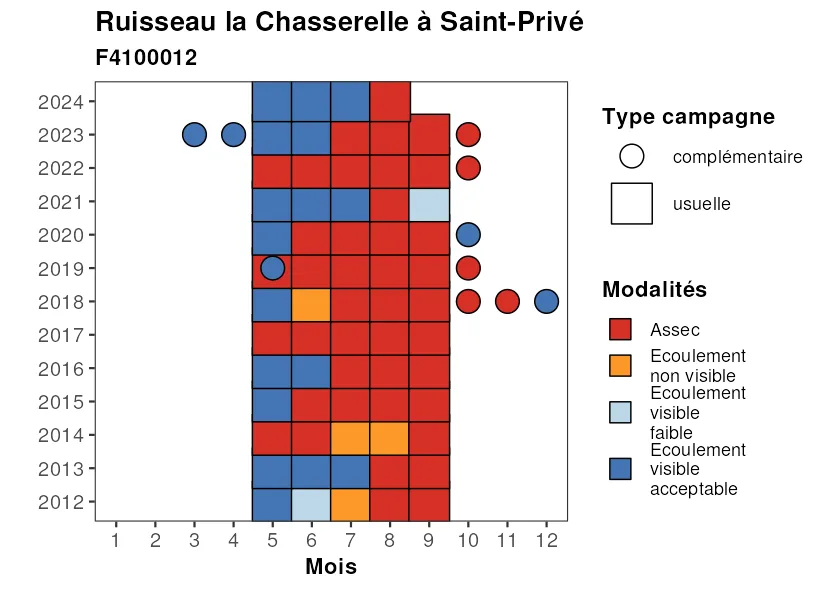 Ruisseau la Chasserelle à Saint-Privé
F4100012
2024
2023
2022
2021
2020
2019
2018
2017
2016
2015
2014
2013
2012
1 2 3 4 5 6 7 8 9 10 11 12
Mois
Type campagne
complémentaire
usuelle
Modalités
Assec
Ecoulement
non visible
Ecoulement
visible
faible
Ecoulement
visible
acceptable